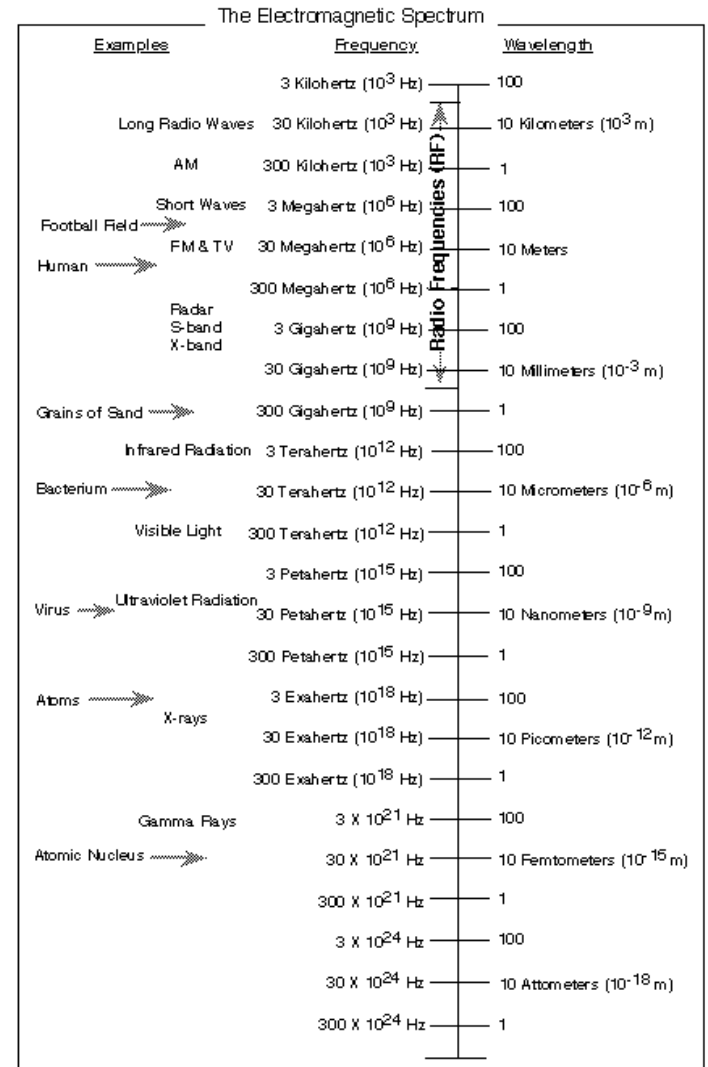 The Electromagnetic Spectrum
Examples Frequency Wavelength
3 Kilohertz (10³ Hz) 100
Long Radio Waves 30 Kilohertz (10³ Hz) 10 Kilometers (10³ m)
AM 300 Kilohertz (10³ Hz) 1
Short Waves 3 Megahertz (10⁶ Hz) 100
Football Field
FM & TV 30 Megahertz (10⁶ Hz) 10 Meters
Human
300 Megahertz (10⁶ Hz) 1
Radio Frequencies (RF)
Radar
S-band 3 Gigahertz (10⁹ Hz) 100
X-band
30 Gigahertz (10⁹ Hz) 10 Millimeters (10⁻³ m)
Grains of Sand 300 Gigahertz (10⁹ Hz) 1
Infrared Radiation 3 Terahertz (10¹² Hz) 100
Bacterium 30 Terahertz (10¹² Hz) 10 Micrometers (10⁻⁶ m)
Visible Light 300 Terahertz (10¹² Hz) 1
3 Petahertz (10¹⁵ Hz) 100
Virus Ultraviolet Radiation 30 Petahertz (10¹⁵ Hz) 10 Nanometers (10⁻⁹ m)
300 Petahertz (10¹⁵ Hz) 1
Atoms 3 Exahertz (10¹⁸ Hz) 100
X-rays
30 Exahertz (10¹⁸ Hz) 10 Picometers (10⁻¹² m)
300 Exahertz (10¹⁸ Hz) 1
Gamma Rays 3 X 10²¹ Hz 100
Atomic Nucleus 30 X 10²¹ Hz 10 Femtometers (10⁻¹⁵ m)
300 X 10²¹ Hz 1
3 X 10²⁴ Hz 100
30 X 10²⁴ Hz 10 Attometers (10⁻¹⁸ m)
300 X 10²⁴ Hz 1